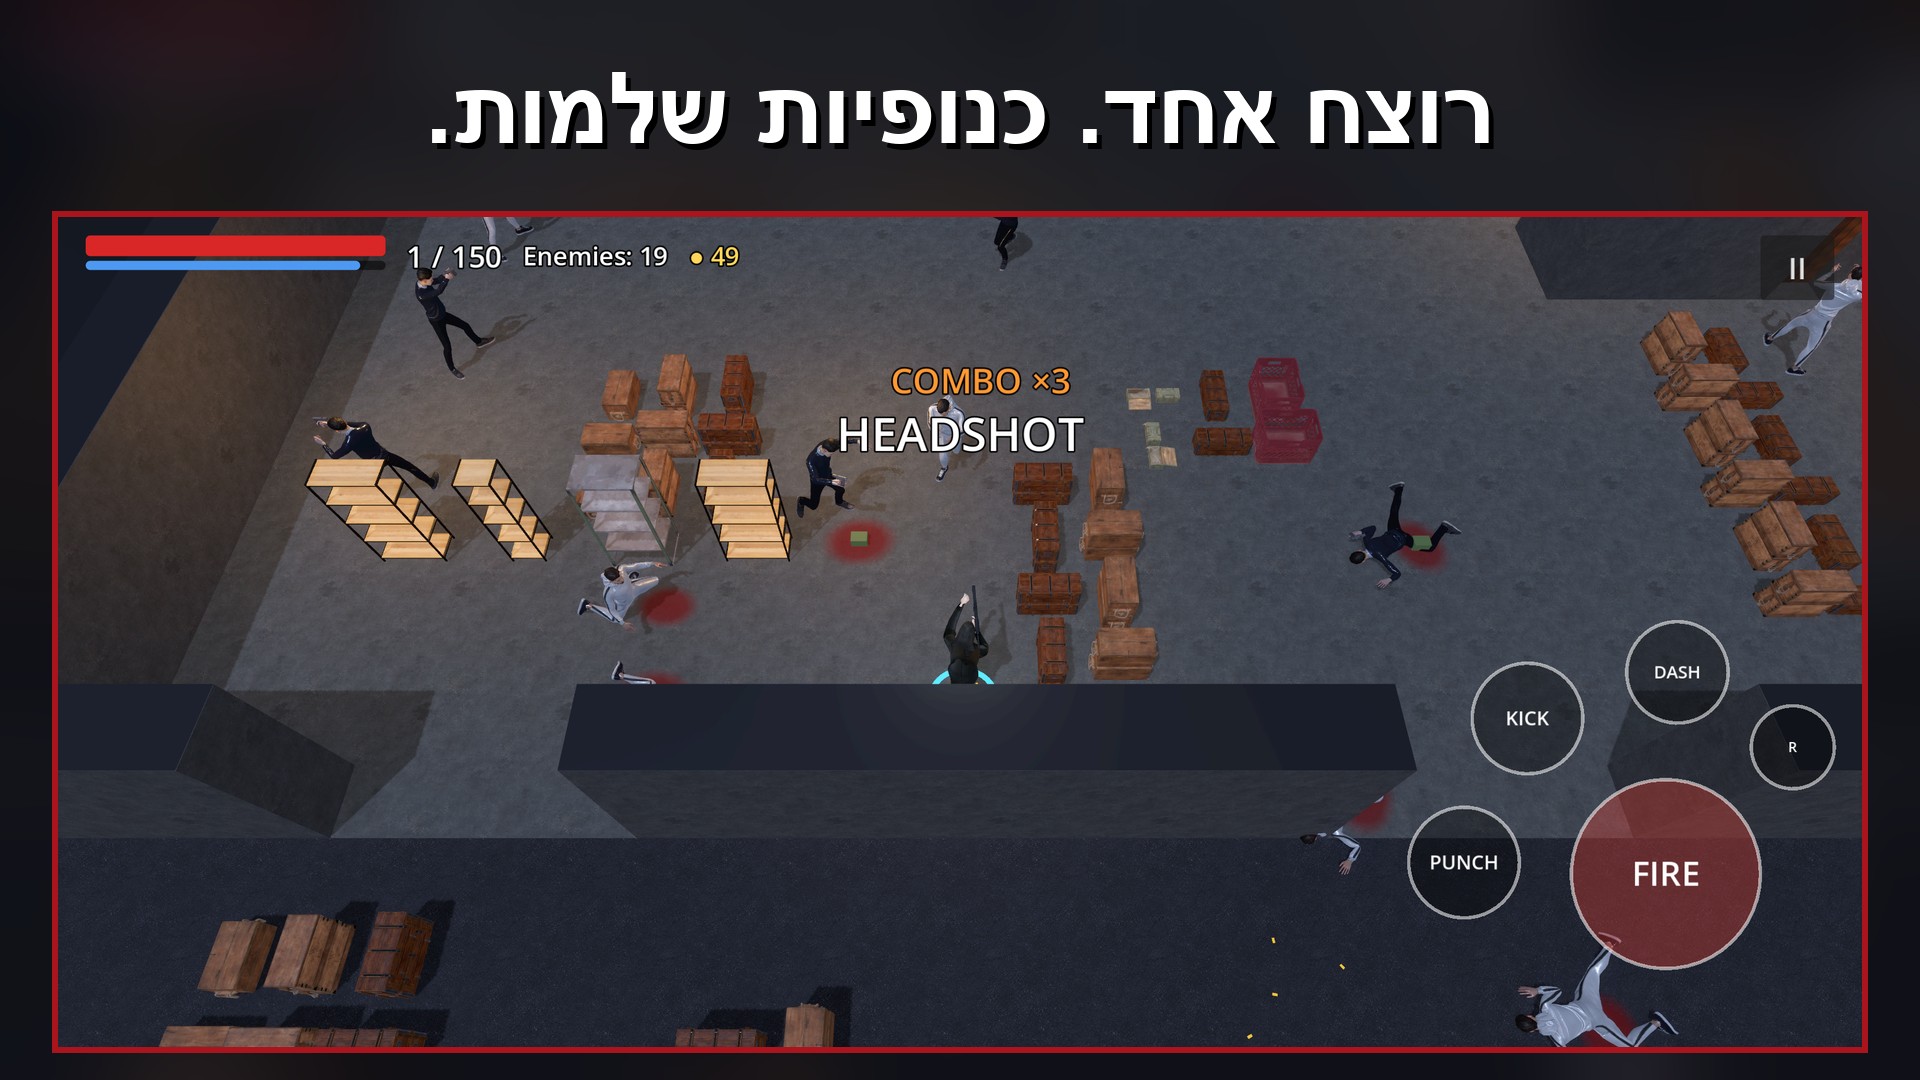 רוצח אחד. כנופיות שלמות.
1 / 150 Enemies: 19 49
COMBO ×3
HEADSHOT
DASH
KICK
R
PUNCH
FIRE